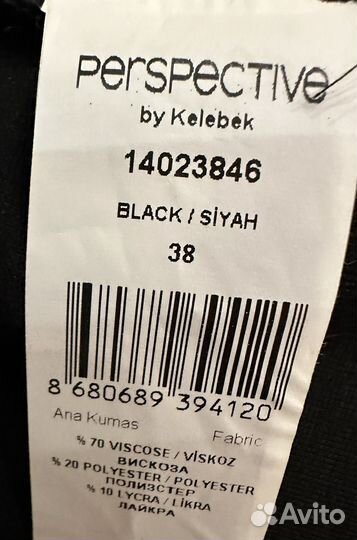 PERSPECTIVE
by Kelebek
14023846
BLACK / SİYAH
38
8 680689 394120
Ana Kumas Fabric
% 70 VISCOSE / VİSKOZ
ВИСКОЗА
% 20 POLYESTER / POLYESTER
ПОЛИЭСТЕР
% 10 LYCRA / LİKRA
ЛАЙКРА
Avito